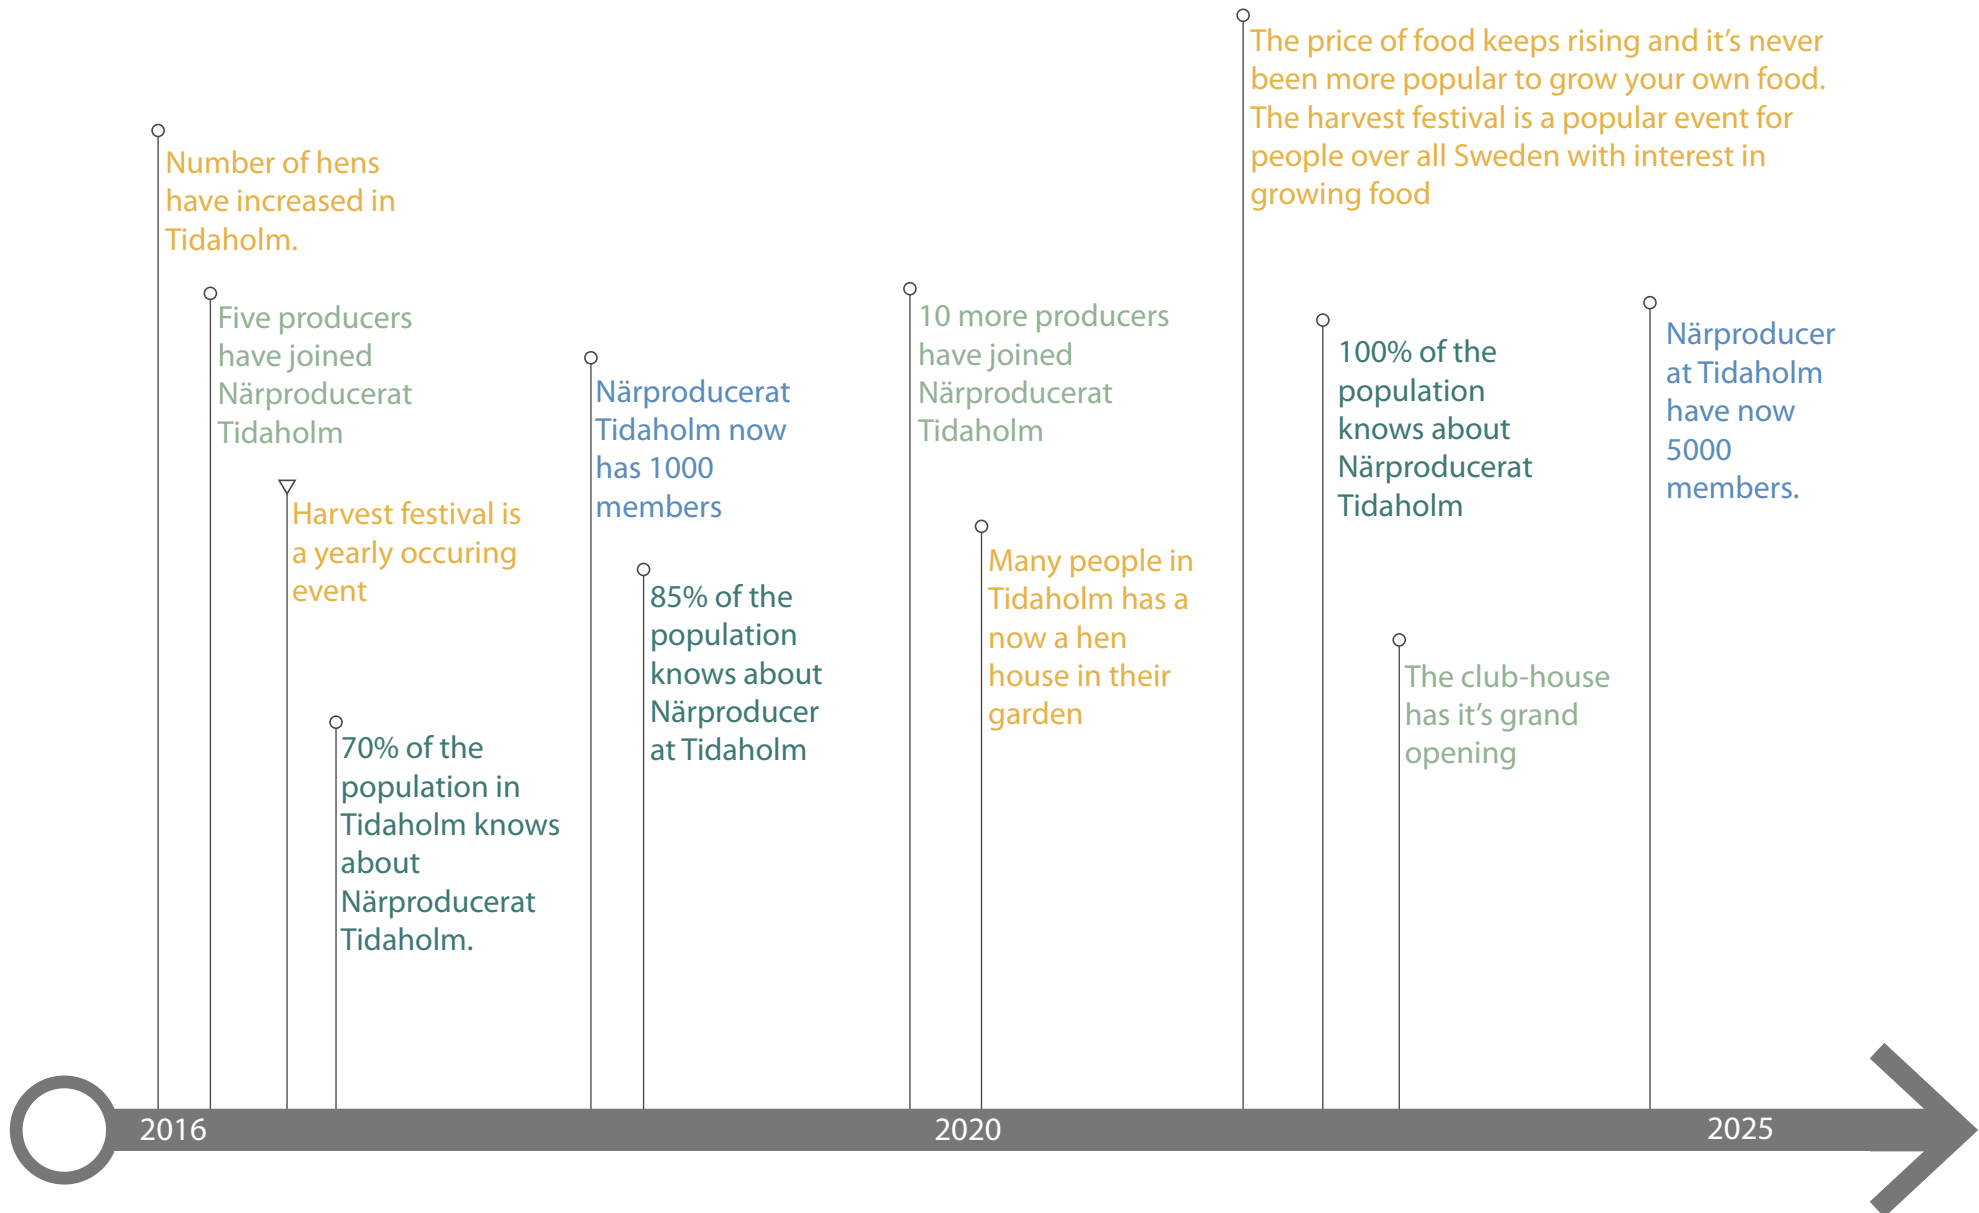 Number of hens
have increased in
Tidaholm.
Five producers
have joined
Närproducerat
Tidaholm
Harvest festival is
a yearly occuring
event
70% of the
population in
Tidaholm knows
about
Närproducerat
Tidaholm.
Närproducerat
Tidaholm now
has 1000
members
85% of the
population
knows about
Närproducer
at Tidaholm
10 more producers
have joined
Närproducerat
Tidaholm
Many people in
Tidaholm has a
now a hen
house in their
garden
The price of food keeps rising and it’s never
been more popular to grow your own food.
The harvest festival is a popular event for
people over all Sweden with interest in
growing food
100% of the
population
knows about
Närproducerat
Tidaholm
The club-house
has it’s grand
opening
Närproducer
at Tidaholm
have now
5000
members.
2016
2020
2025